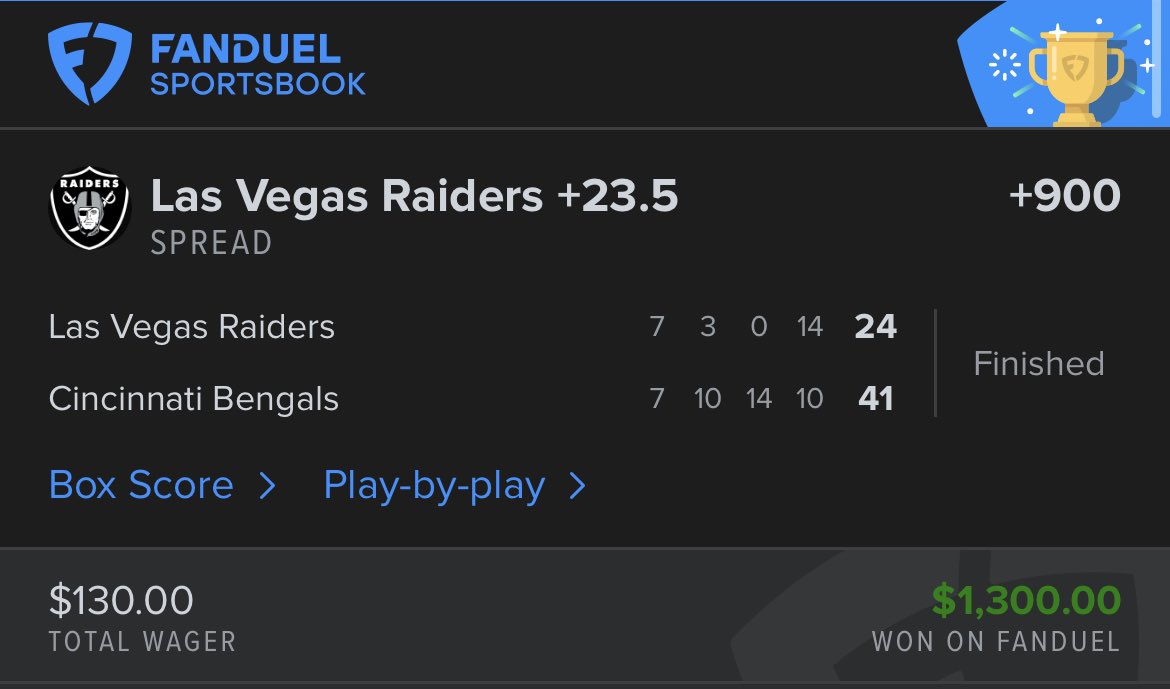 FANDUEL
SPORTSBOOK
RAIDERS
Las Vegas Raiders +23.5 +900
SPREAD
Las Vegas Raiders 7 3 0 14 24
Finished
Cincinnati Bengals 7 10 14 10 41
Box Score > Play-by-play >
$130.00 $1,300.00
TOTAL WAGER WON ON FANDUEL